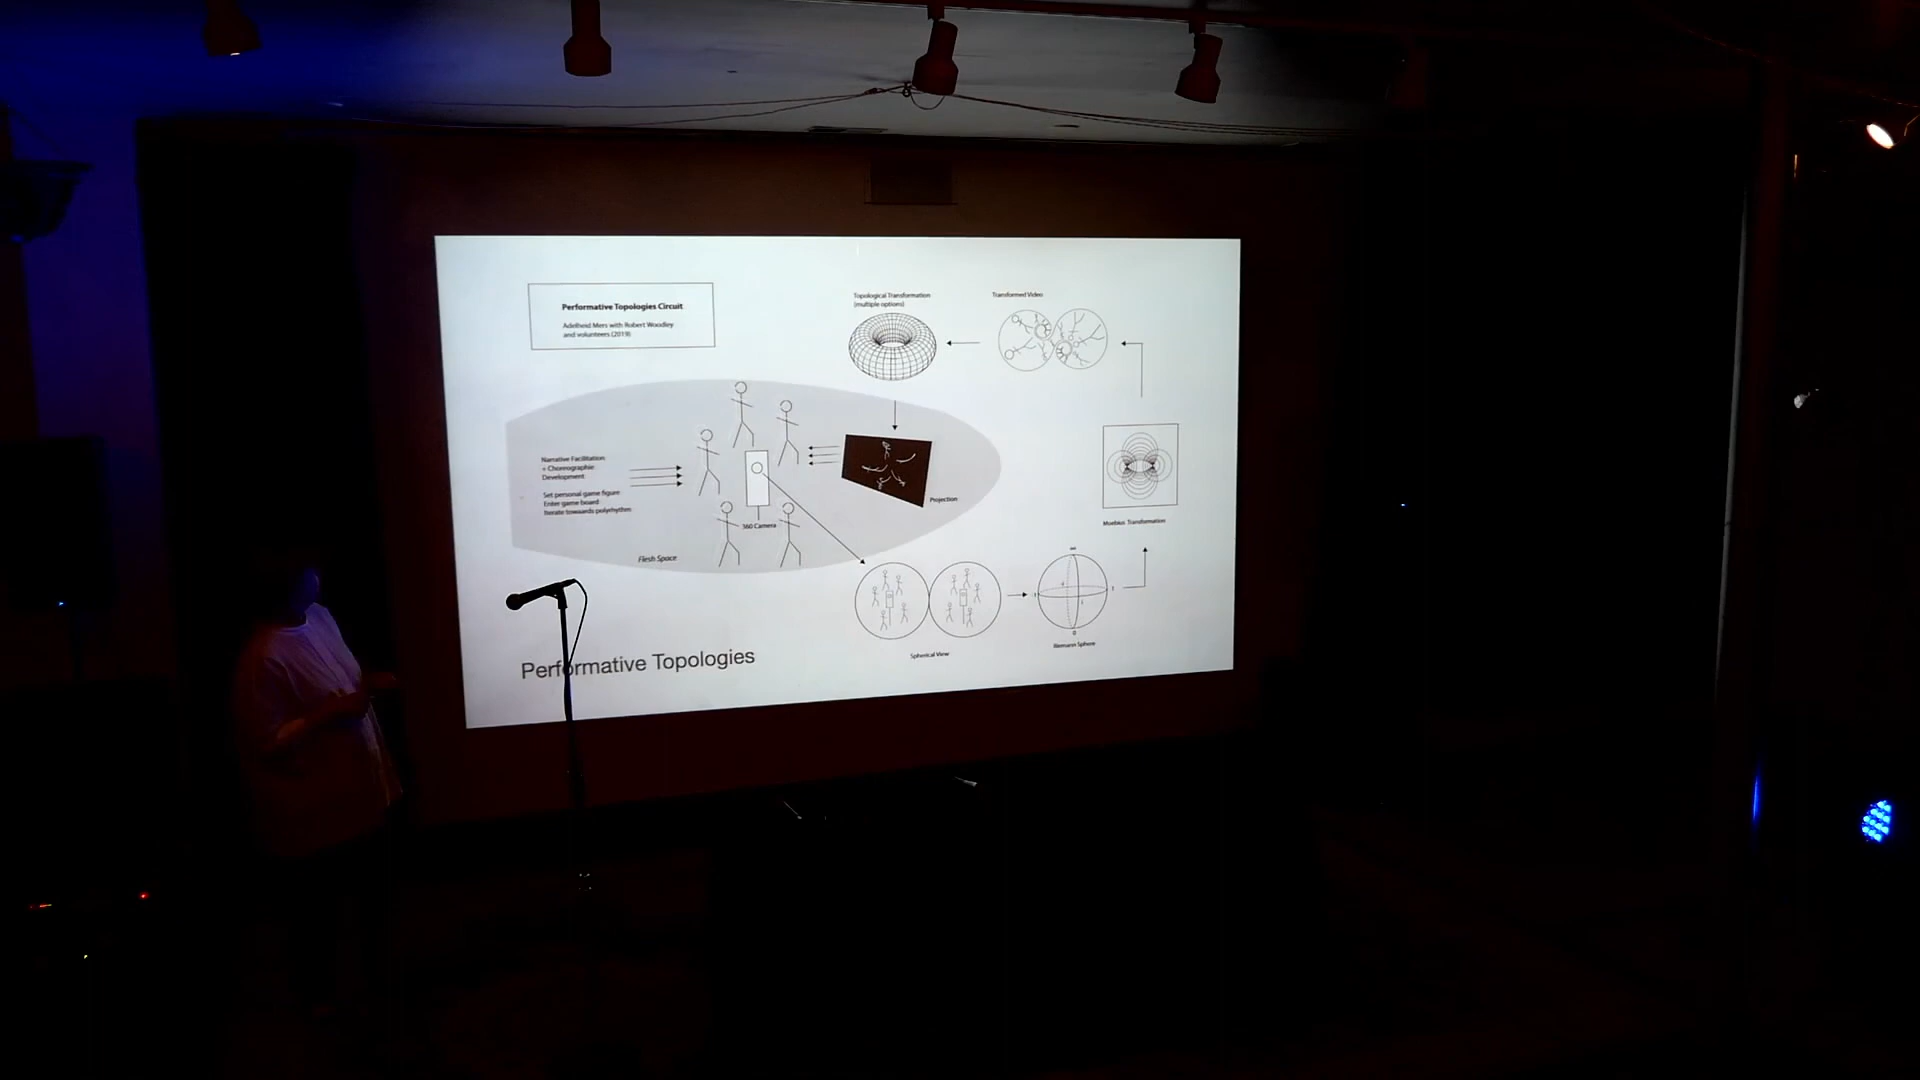 Performative Topologies Circuit
Adelheid Mers with Robert Woodley
and volunteers (2019)
Topological Transformation
(multiple options)
Transformed Video
Narrative Facilitation
+ Choreographic
Development
Set personal game figure
Enter game board
Iterate towards polyrhythm
360 Camera
Projection
Flesh Space
Moebius Transformation
Spherical View
Riemann Sphere
∞
0
Performative Topologies